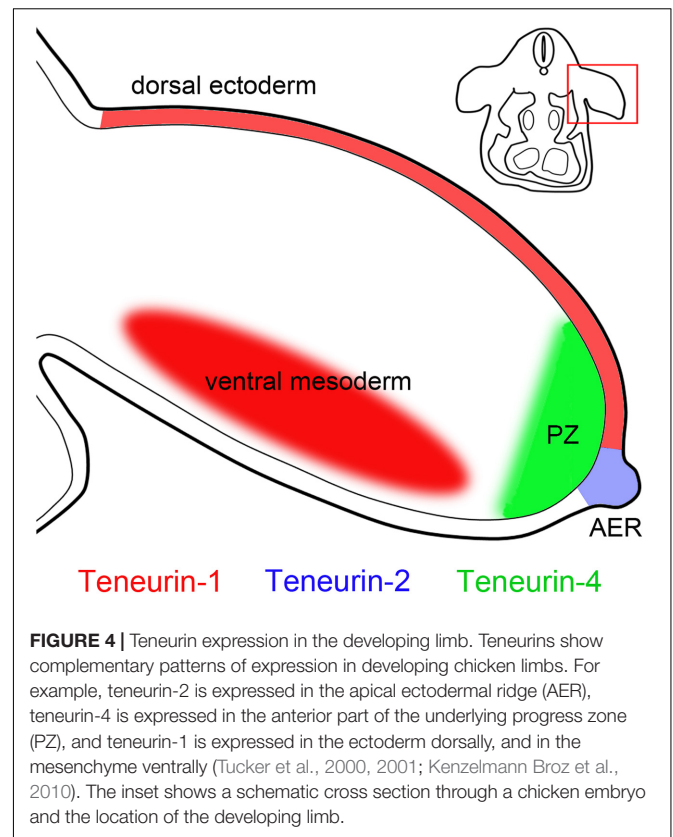 dorsal ectoderm
ventral mesoderm
PZ
AER
Teneurin-1 Teneurin-2 Teneurin-4
FIGURE 4 | Teneurin expression in the developing limb. Teneurins show
complementary patterns of expression in developing chicken limbs. For
example, teneurin-2 is expressed in the apical ectodermal ridge (AER),
teneurin-4 is expressed in the anterior part of the underlying progress zone
(PZ), and teneurin-1 is expressed in the ectoderm dorsally, and in the
mesenchyme ventrally (Tucker et al., 2000, 2001; Kenzelmann Broz et al.,
2010). The inset shows a schematic cross section through a chicken embryo
and the location of the developing limb.